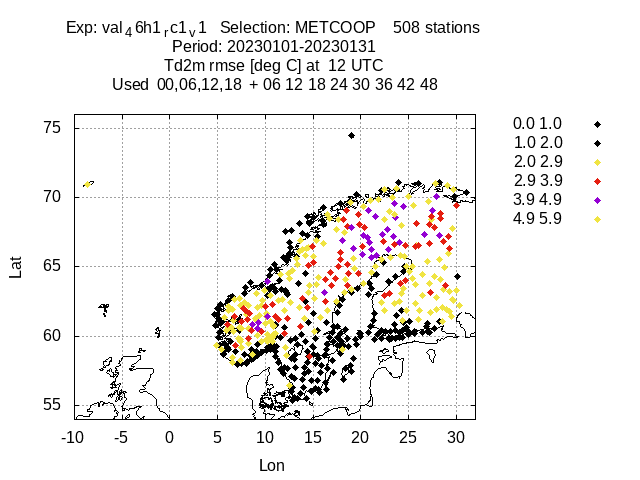 Exp: val4 6h1rc1v1 Selection: METCOOP 508 stations
Period: 20230101-20230131
Td2m rmse [deg C] at 12 UTC
Used 00,06,12,18 + 06 12 18 24 30 36 42 48
0.0 1.0
1.0 2.0
2.0 2.9
2.9 3.9
3.9 4.9
4.9 5.9
75
70
65
60
55
Lat
-10 -5 0 5 10 15 20 25 30
Lon